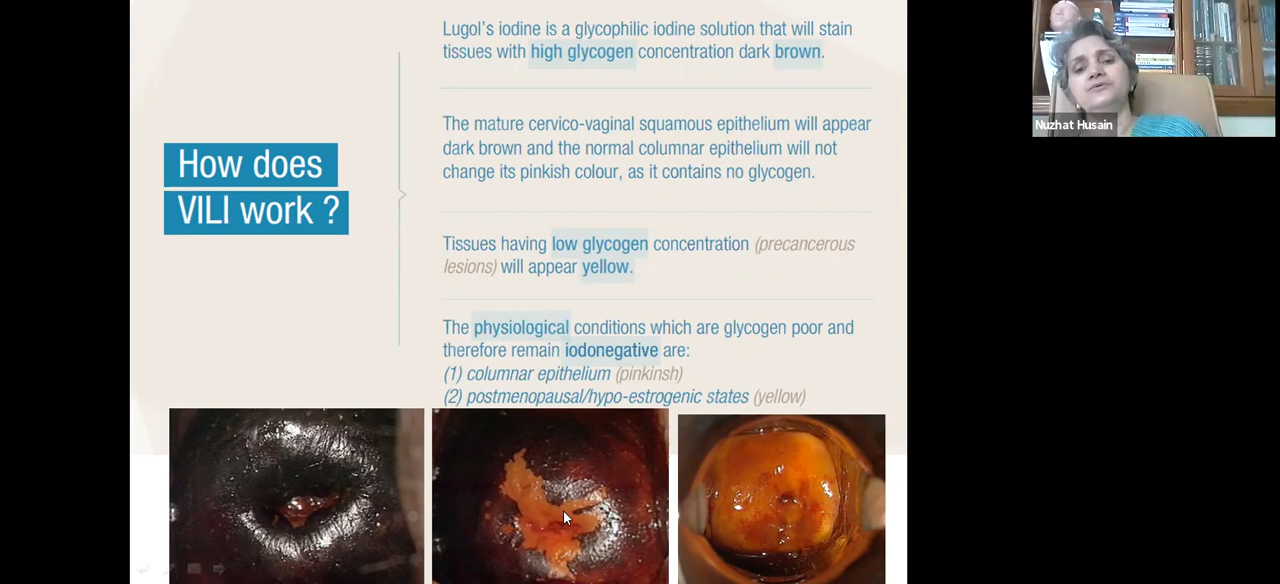 How does
VILI work ?
Lugol's iodine is a glycophilic iodine solution that will stain
tissues with high glycogen concentration dark brown.
The mature cervico-vaginal squamous epithelium will appear
dark brown and the normal columnar epithelium will not
change its pinkish colour, as it contains no glycogen.
Tissues having low glycogen concentration (precancerous
lesions) will appear yellow.
The physiological conditions which are glycogen poor and
therefore remain iodonegative are:
(1) columnar epithelium (pinkinsh)
(2) postmenopausal/hypo-estrogenic states (yellow)
Nuzhat Husain